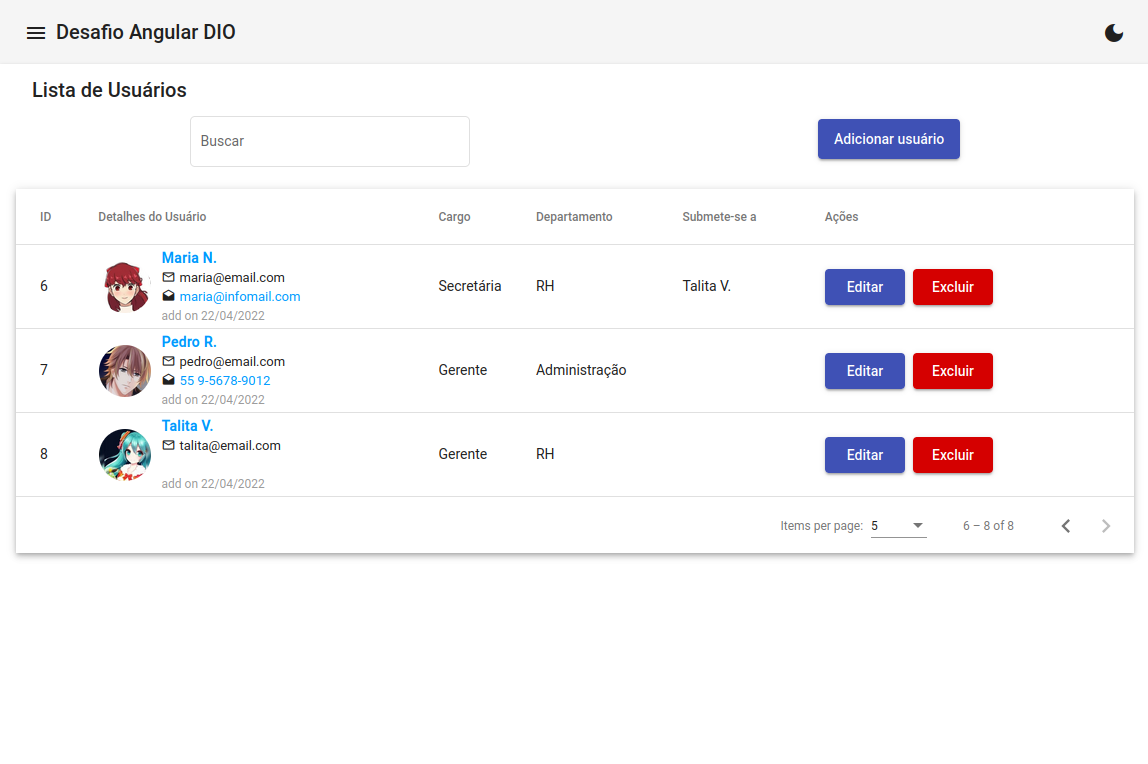 Desafio Angular DIO
Lista de Usuários
Buscar
Adicionar usuário
ID Detalhes do Usuário Cargo Departamento Submete-se a Ações
Maria N.
maria@email.com
6 Secretária RH Talita V. Editar Excluir
maria@infomail.com
add on 22/04/2022
Pedro R.
pedro@email.com
7 Gerente Administração Editar Excluir
55 9-5678-9012
add on 22/04/2022
Talita V.
talita@email.com
8 Gerente RH Editar Excluir
add on 22/04/2022
Items per page: 5 6 – 8 of 8